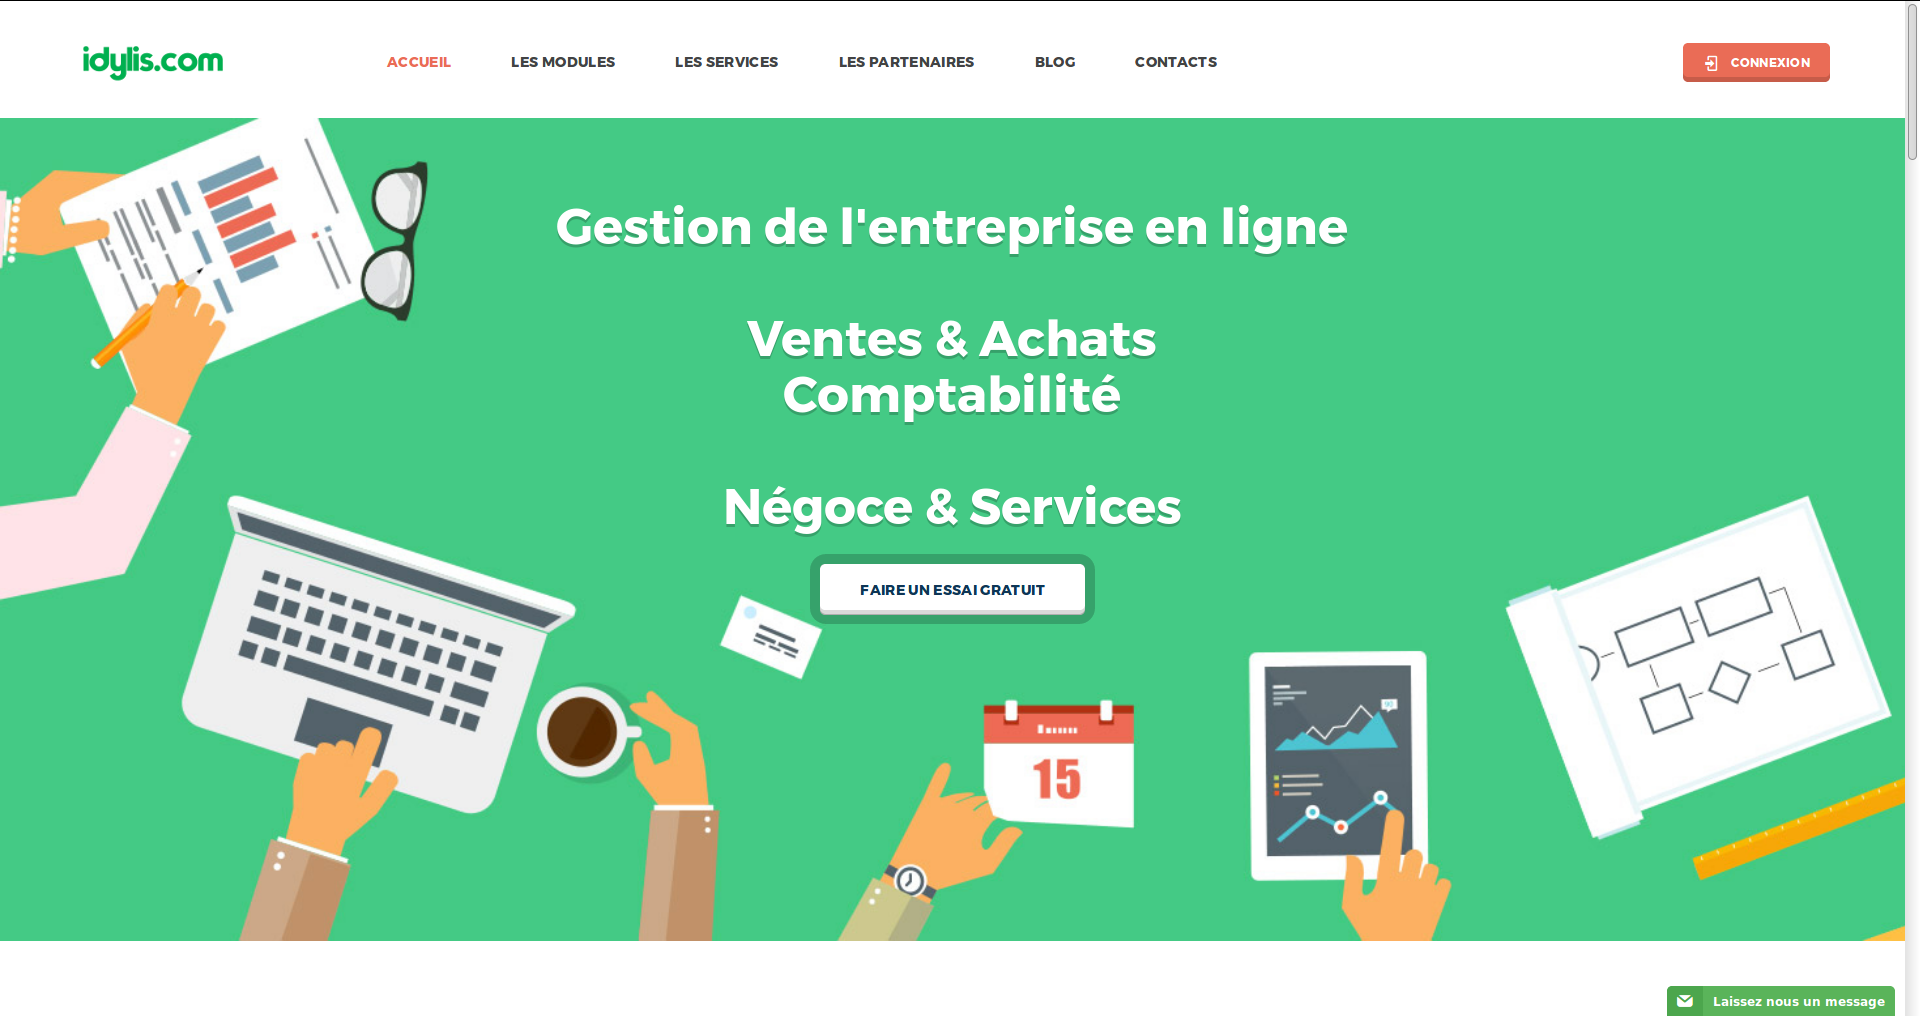 idylis.com
ACCUEIL
LES MODULES
LES SERVICES
LES PARTENAIRES
BLOG
CONTACTS
CONNEXION
Gestion de l'entreprise en ligne
Ventes & Achats
Comptabilité
Négoce & Services
FAIRE UN ESSAI GRATUIT
15
Laissez nous un message